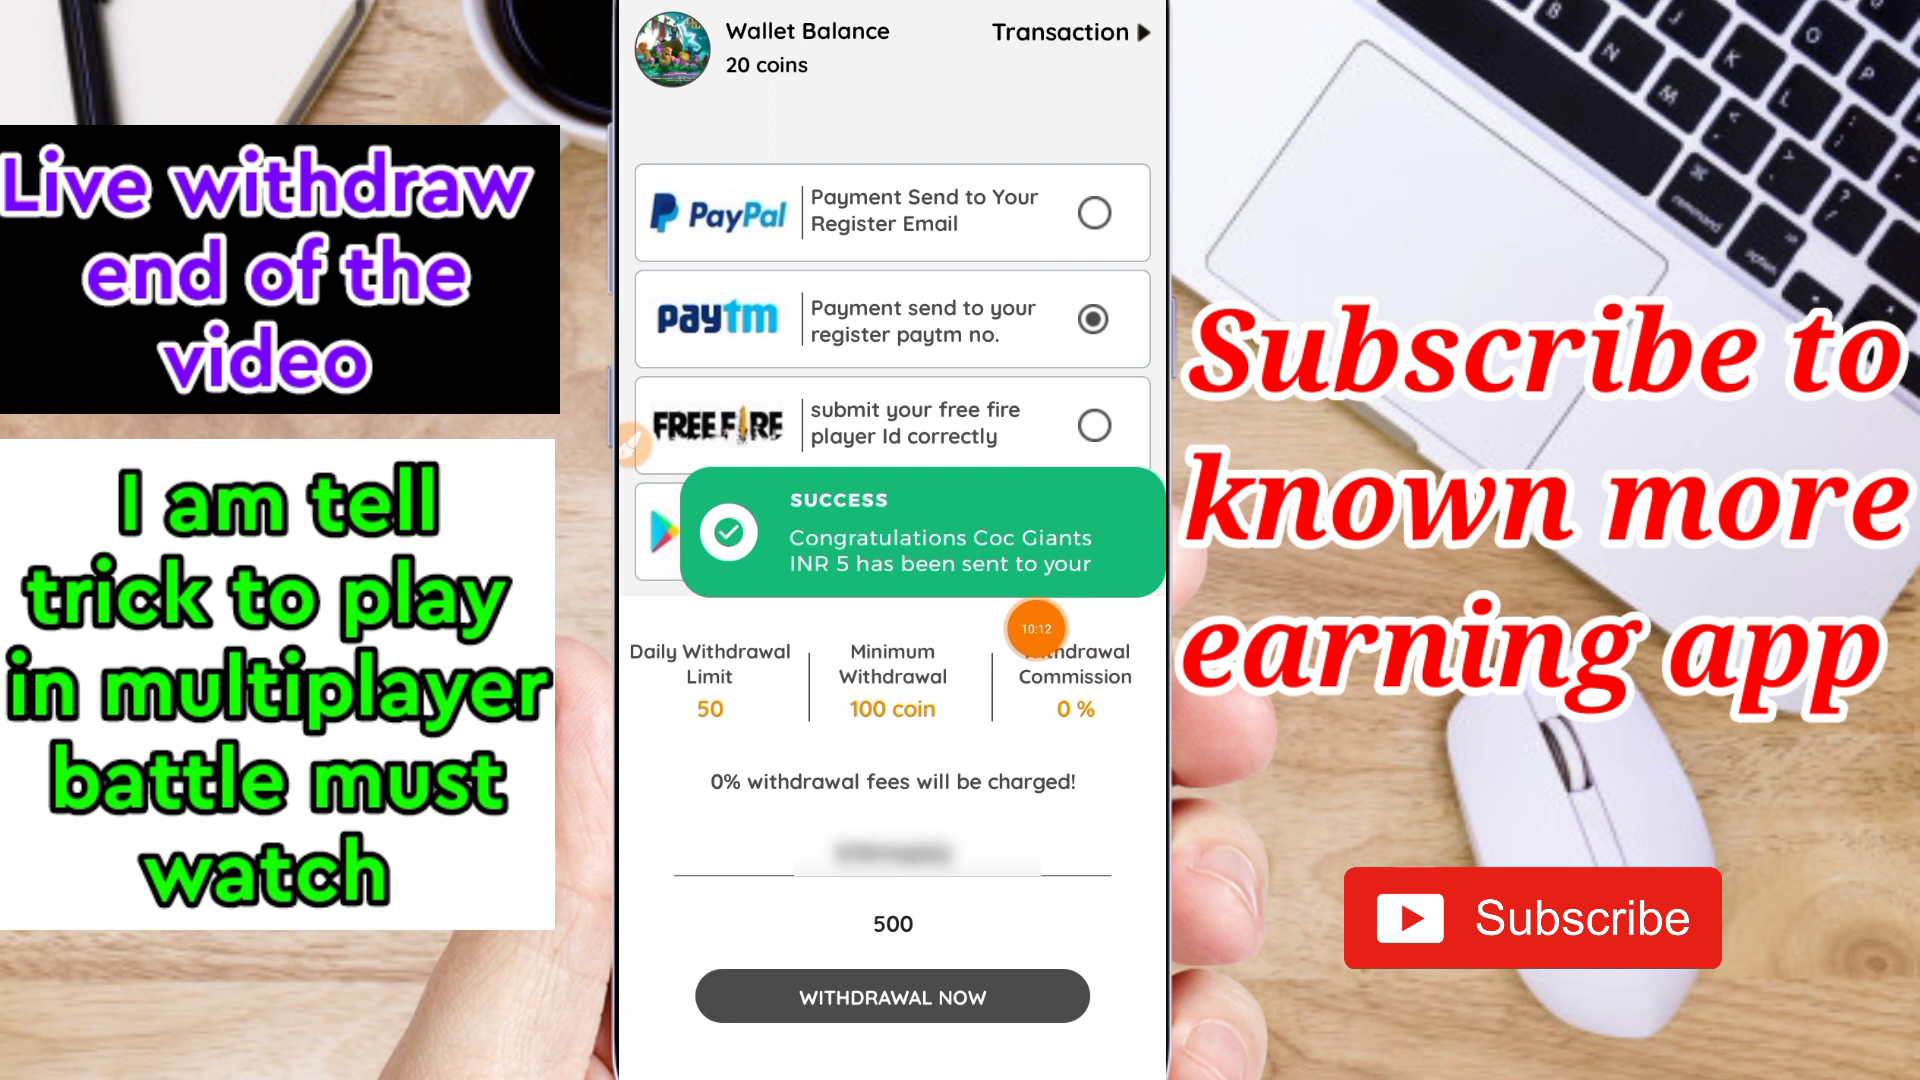 Live withdraw
end of the
video
I am tell
trick to play
in multiplayer
battle must
watch
Wallet Balance
20 coins
Transaction
PayPal
Payment Send to Your
Register Email
paytm
Payment send to your
register paytm no.
FREE FIRE
submit your free fire
player Id correctly
SUCCESS
Congratulations Coc Giants
INR 5 has been sent to your
10:12
Daily Withdrawal
Limit
50
Minimum
Withdrawal
100 coin
Commission
0 %
0% withdrawal fees will be charged!
500
WITHDRAWAL NOW
Subscribe to
known more
earning app
Subscribe
B
N
M
J
K
L
O
P
command
option